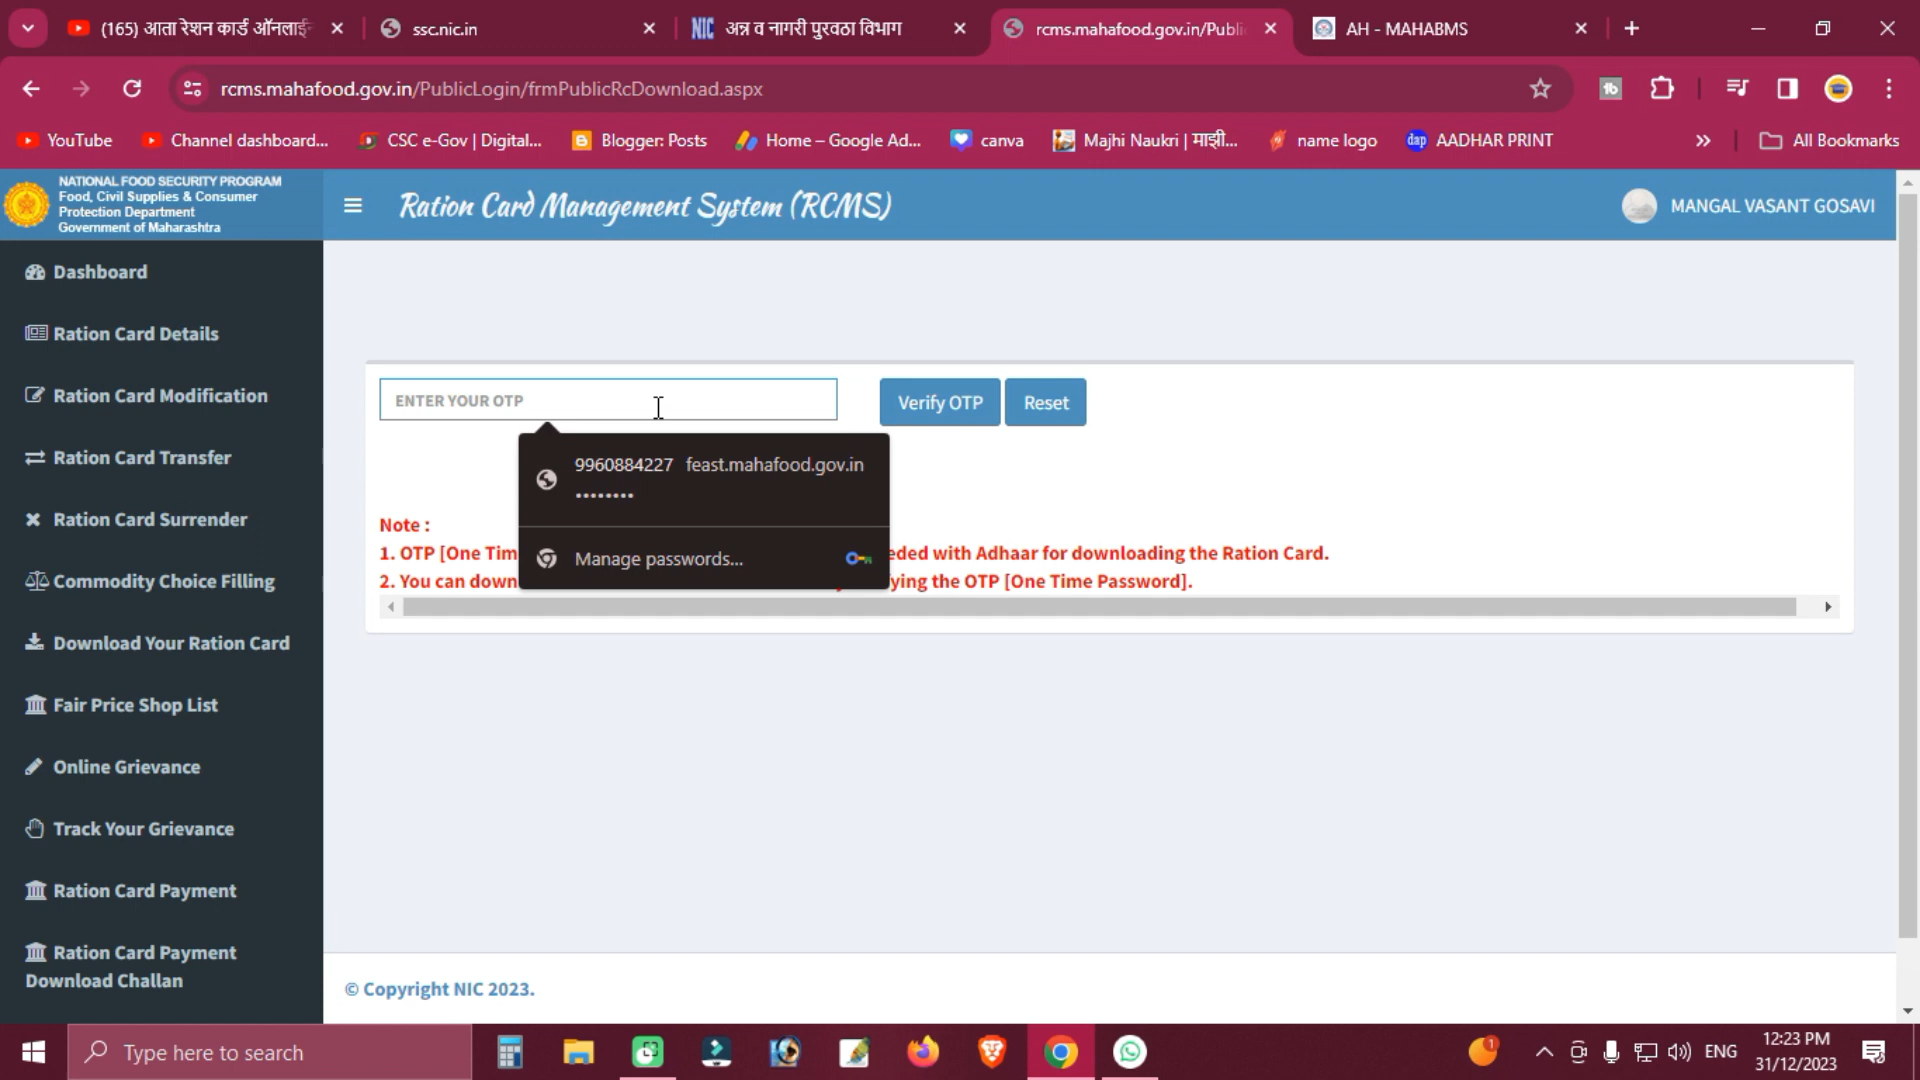 (165) आता रेशन कार्ड ऑनलाईन
ssc.nic.in
NIC अन्न व नागरी पुरवठा विभाग
rcms.mahafood.gov.in/Publi
AH - MAHABMS
rcms.mahafood.gov.in/PublicLogin/frmPublicRcDownload.aspx
YouTube
Channel dashboard...
CSC e-Gov | Digital...
Blogger: Posts
Home – Google Ad...
canva
Majhi Naukri | माझी...
name logo
dap AADHAR PRINT
All Bookmarks
NATIONAL FOOD SECURITY PROGRAM
Food, Civil Supplies & Consumer
Protection Department
Government of Maharashtra
Ration Card Management System (RCMS)
MANGAL VASANT GOSAVI
Dashboard
Ration Card Details
Ration Card Modification
Ration Card Transfer
Ration Card Surrender
Commodity Choice Filling
Download Your Ration Card
Fair Price Shop List
Online Grievance
Track Your Grievance
Ration Card Payment
Ration Card Payment
Download Challan
ENTER YOUR OTP
Verify OTP
Reset
9960884227 feast.mahafood.gov.in
••••••••
Manage passwords...
Note :
1. OTP [One Tim eded with Adhaar for downloading the Ration Card.
2. You can down ying the OTP [One Time Password].
© Copyright NIC 2023.
Type here to search
1
ENG
12:23 PM
31/12/2023